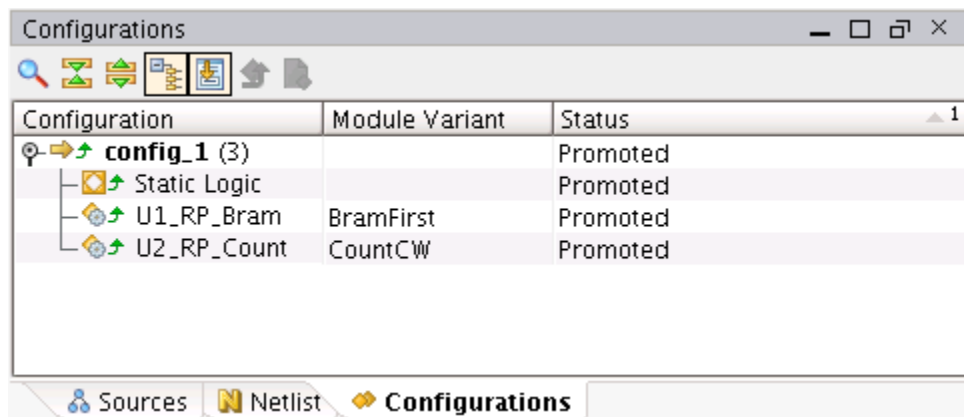 Configurations
Configuration Module Variant Status 1
config_1 (3) Promoted
Static Logic Promoted
U1_RP_Bram BramFirst Promoted
U2_RP_Count CountCW Promoted
Sources Netlist Configurations